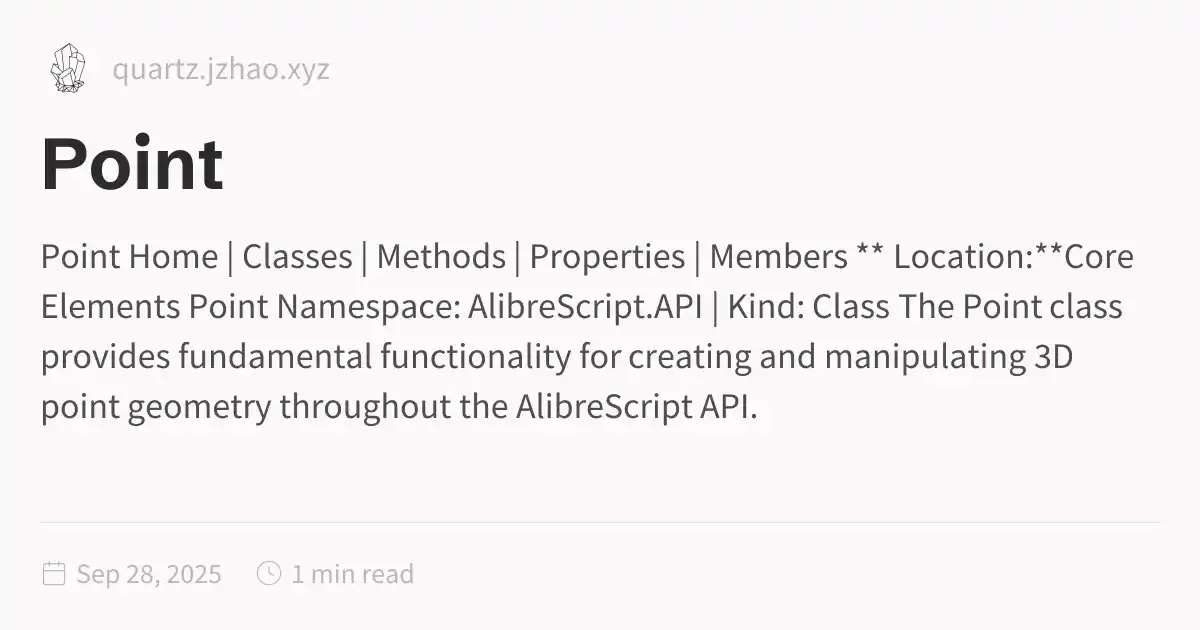 quartz.jzhao.xyz
Point
Point Home | Classes | Methods | Properties | Members ** Location:**Core
Elements Point Namespace: AlibreScript.API | Kind: Class The Point class
provides fundamental functionality for creating and manipulating 3D
point geometry throughout the AlibreScript API.
Sep 28, 2025 1 min read